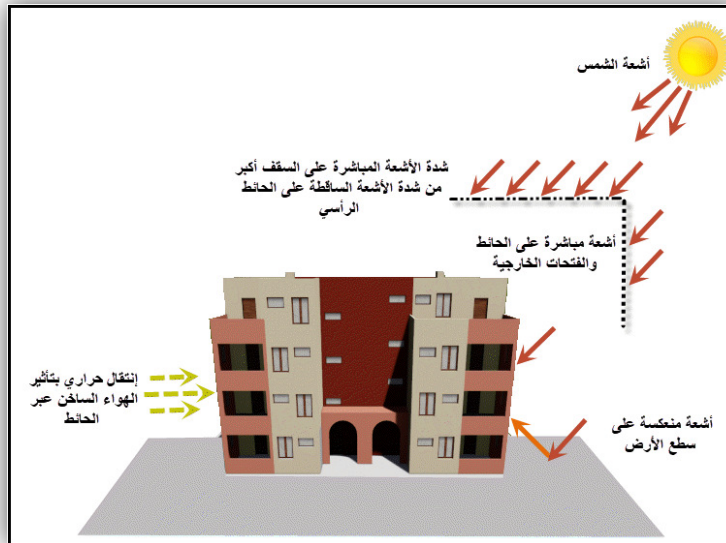 أشعة الشمس
شدة الأشعة المباشرة على السقف أكبر
من شدة الأشعة الساقطة على الحائط
الرأسي
أشعة مباشرة على الحائط
والفتحات الخارجية
إنتقال حراري بتأثير
الهواء الساخن عبر
الحائط
أشعة منعكسة على
سطع الأرض